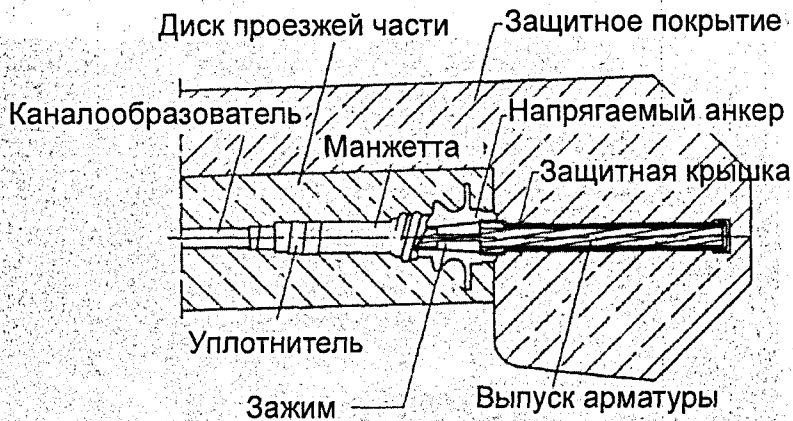 Диск проезжей части
Защитное покрытие
Каналообразователь
Напрягаемый анкер
Манжетта
Защитная крышка
Уплотнитель
Зажим
Выпуск арматуры